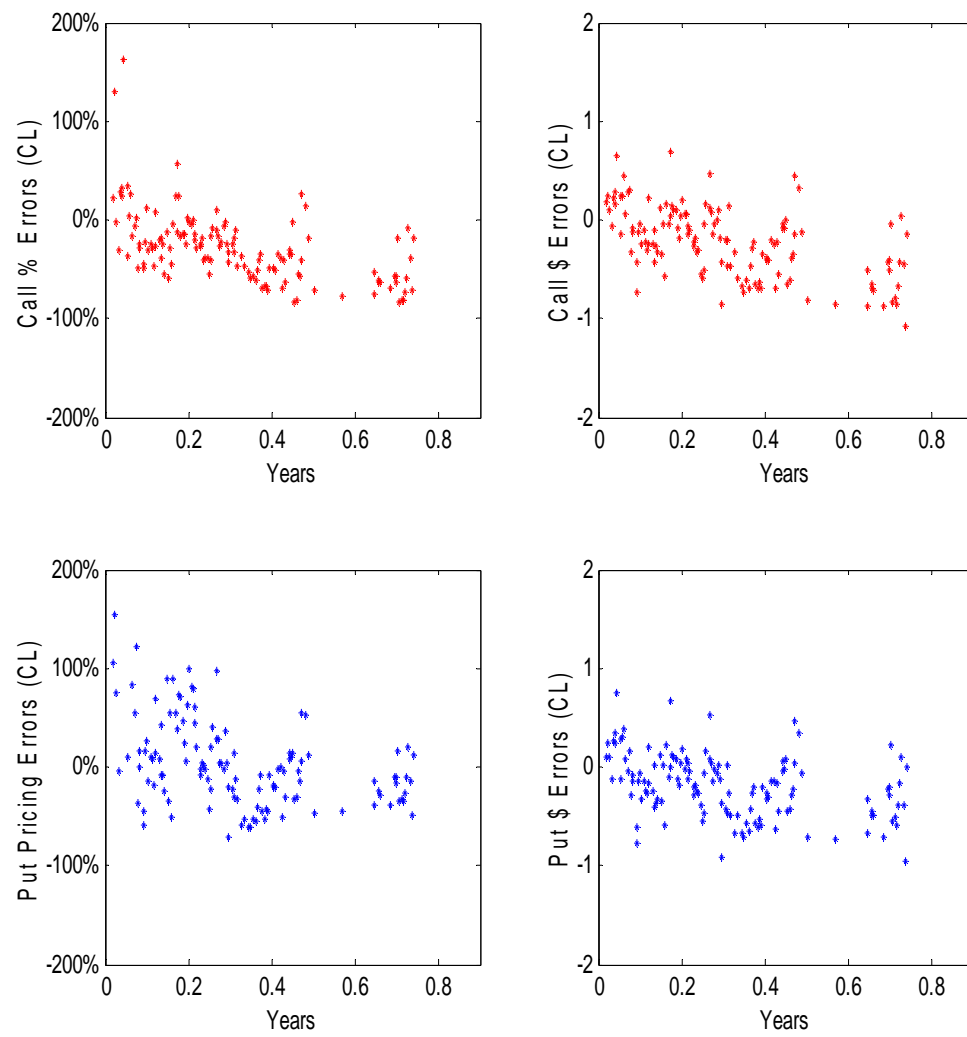 200%
100%
0%
-100%
-200%
Call % Errors (CL)
0 0.2 0.4 0.6 0.8
Years
2
1
0
-1
-2
Call $ Errors (CL)
0 0.2 0.4 0.6 0.8
Years
200%
100%
0%
-100%
-200%
Put Pricing Errors (CL)
0 0.2 0.4 0.6 0.8
Years
2
1
0
-1
-2
Put $ Errors (CL)
0 0.2 0.4 0.6 0.8
Years